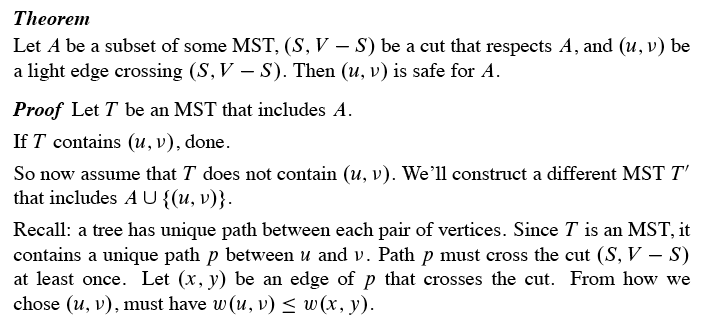 Theorem
Let A be a subset of some MST, (S, V − S) be a cut that respects A, and (u, v) be
a light edge crossing (S, V − S). Then (u, v) is safe for A.
Proof Let T be an MST that includes A.
If T contains (u, v), done.
So now assume that T does not contain (u, v). We'll construct a different MST T′
that includes A ∪ {(u, v)}.
Recall: a tree has unique path between each pair of vertices. Since T is an MST, it
contains a unique path p between u and v. Path p must cross the cut (S, V − S)
at least once. Let (x, y) be an edge of p that crosses the cut. From how we
chose (u, v), must have w(u, v) ≤ w(x, y).